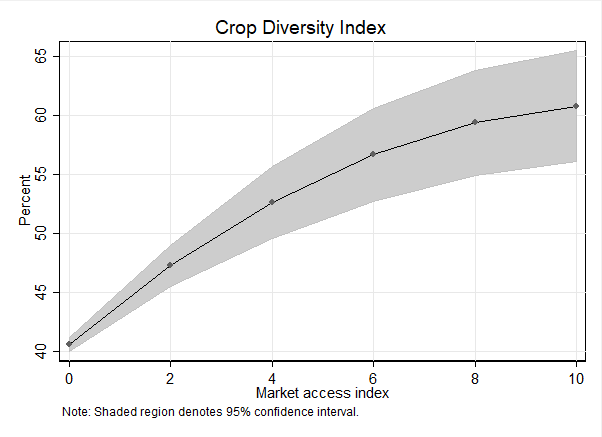 Crop Diversity Index
65
60
55
50
45
40
Percent
0 2 4 6 8 10
Market access index
Note: Shaded region denotes 95% confidence interval.